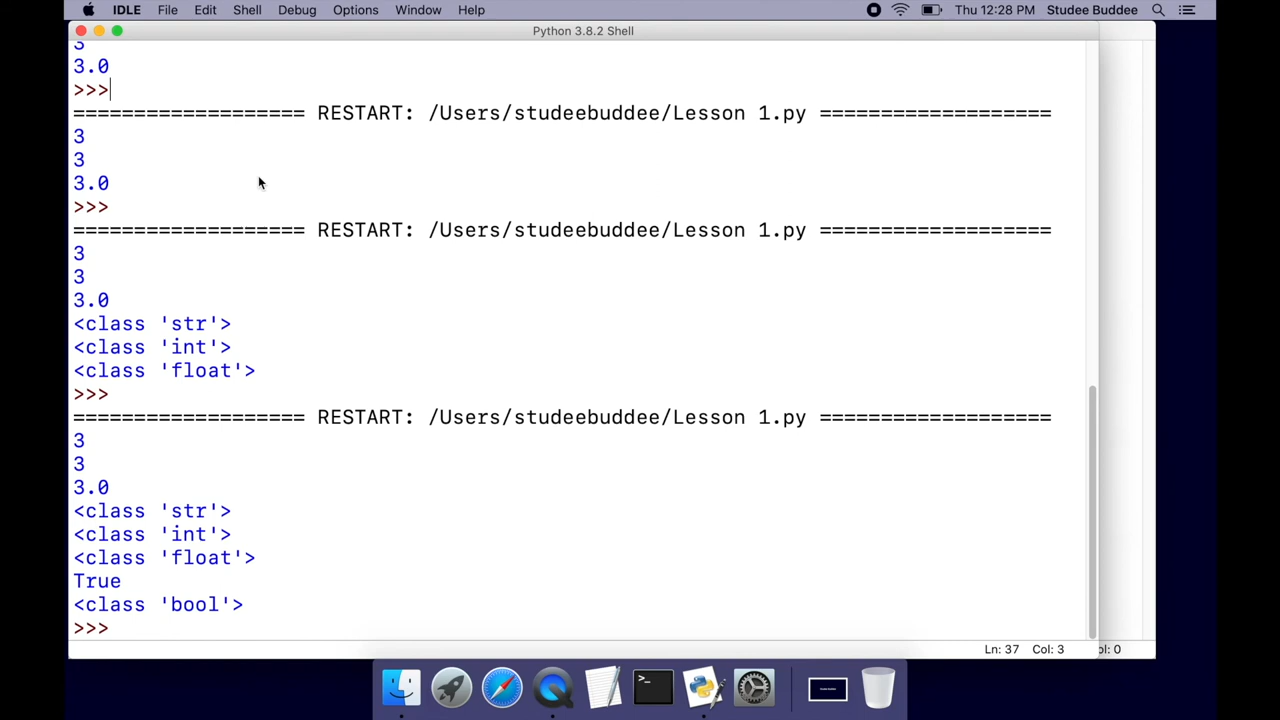 IDLE File Edit Shell Debug Options Window Help Thu 12:28 PM Studee Buddee
Python 3.8.2 Shell
3
3.0
>>>
=================== RESTART: /Users/studeebuddee/Lesson 1.py ===================
3
3
3.0
>>>
=================== RESTART: /Users/studeebuddee/Lesson 1.py ===================
3
3
3.0
<class 'str'>
<class 'int'>
<class 'float'>
>>>
=================== RESTART: /Users/studeebuddee/Lesson 1.py ===================
3
3
3.0
<class 'str'>
<class 'int'>
<class 'float'>
True
<class 'bool'>
>>>
Ln: 37 Col: 3 ol: 0
>_